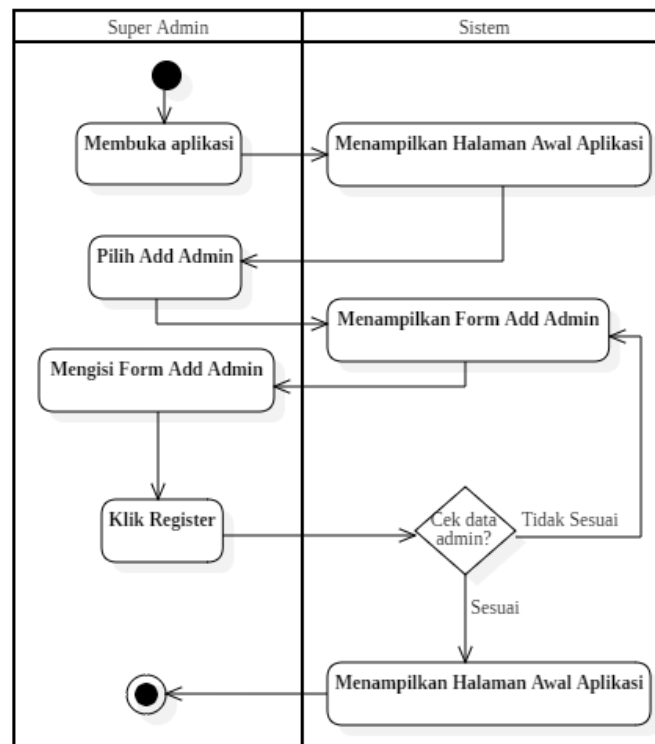 Super Admin
Sistem
Membuka aplikasi
Menampilkan Halaman Awal Aplikasi
Pilih Add Admin
Menampilkan Form Add Admin
Mengisi Form Add Admin
Klik Register
Cek data
admin?
Tidak Sesuai
Sesuai
Menampilkan Halaman Awal Aplikasi